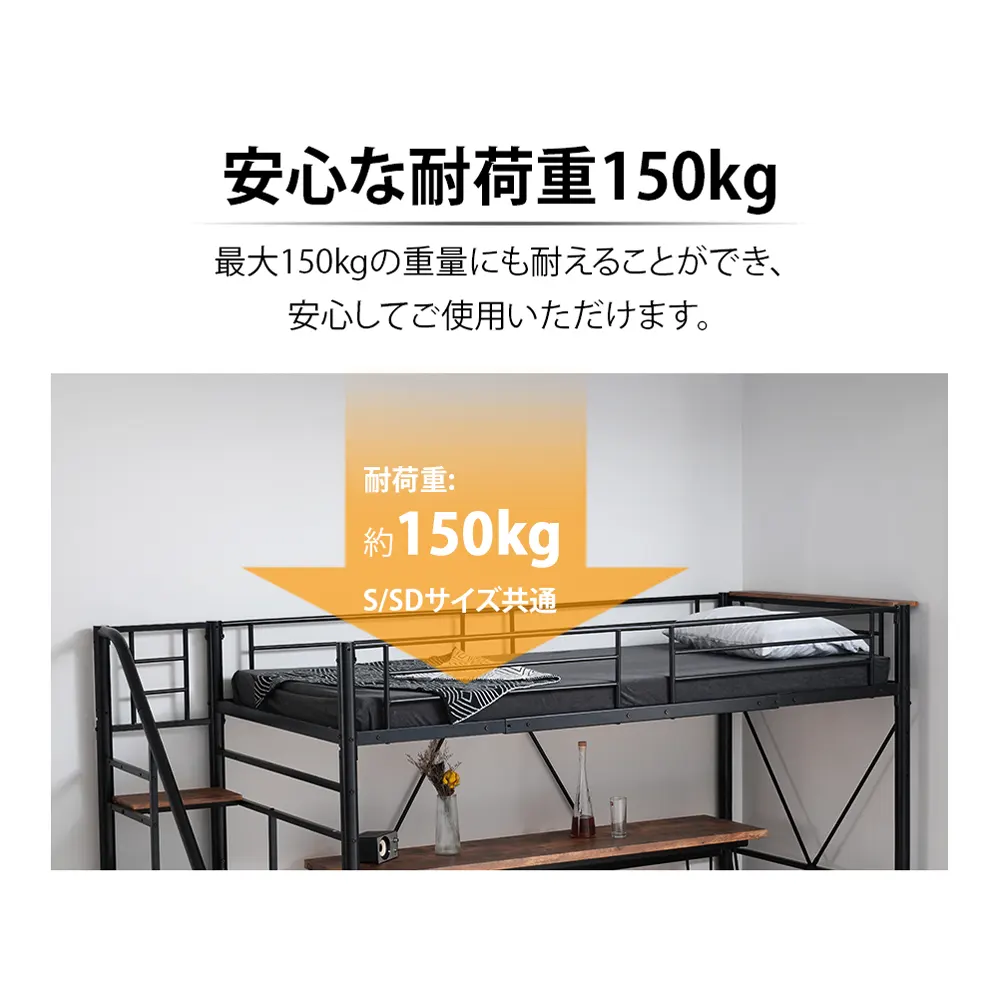 安心な耐荷重150kg
最大150kgの重量にも耐えることができ、
安心してご使用いただけます。
耐荷重:
約150kg
S/SDサイズ共通